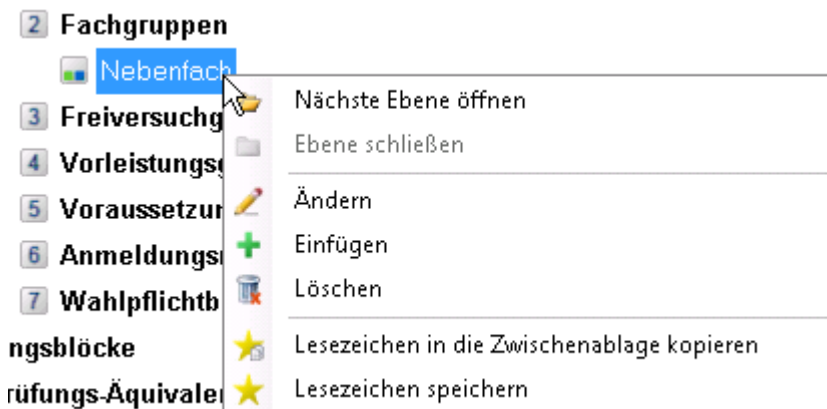 2 Fachgruppen
Nebenfach
3 Freiversuchg
4 Vorleistungs
5 Voraussetzur
6 Anmeldungs
7 Wahlpflichtb
ngsblöcke
rüfungs-Äquivale
Nächste Ebene öffnen
Ebene schließen
Ändern
Einfügen
Löschen
Lesezeichen in die Zwischenablage kopieren
Lesezeichen speichern